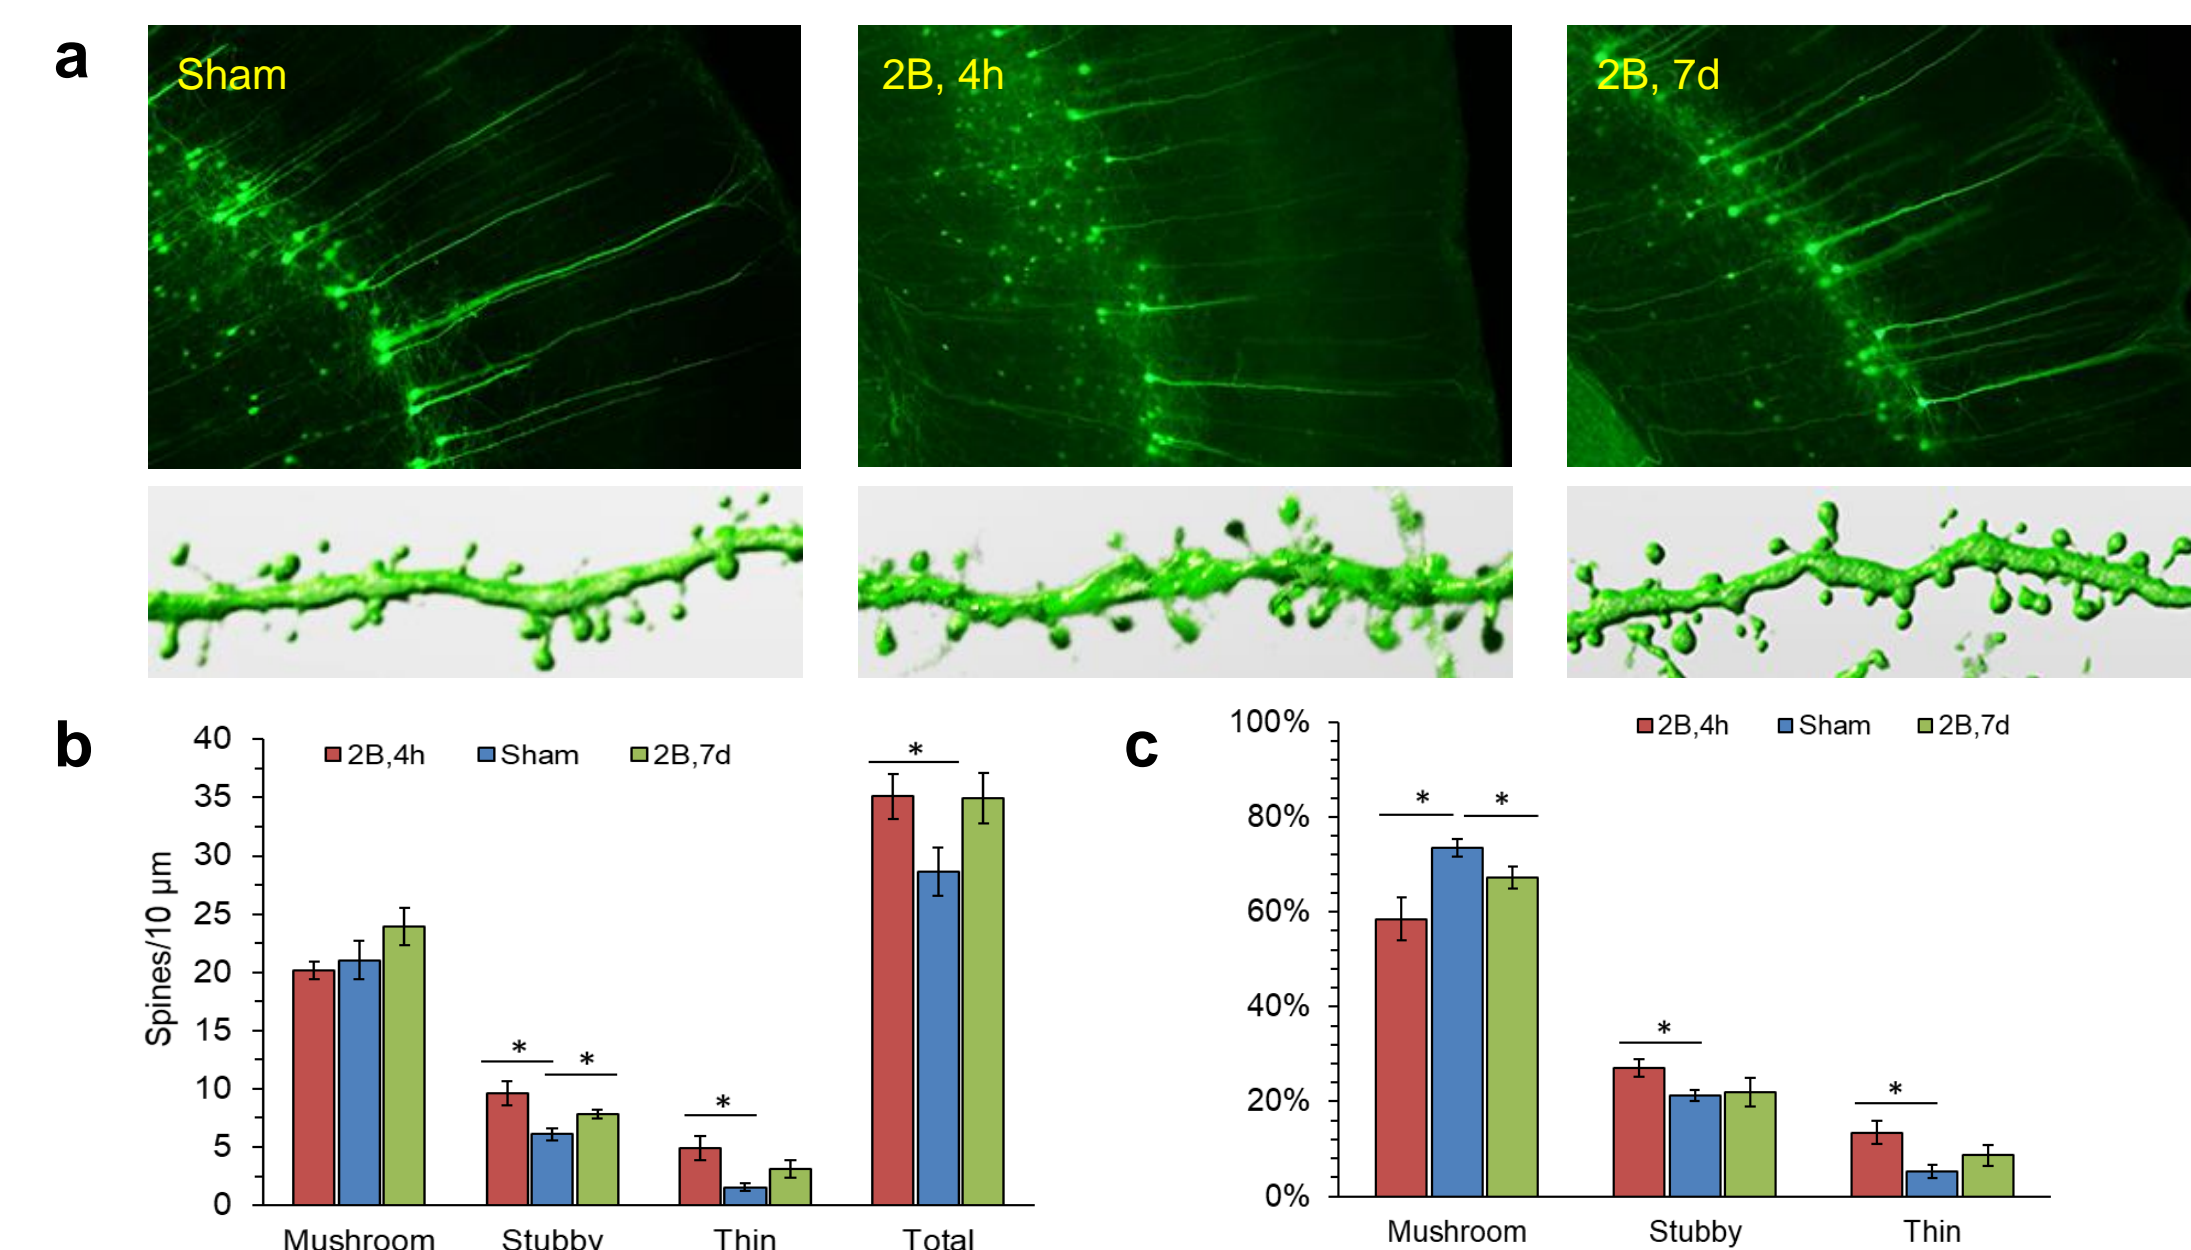 a
Sham
2B, 4h
2B, 7d
b
40
35
30
25
20
15
10
5
0
Spines/10 µm
2B,4h
Sham
2B,7d
*
*
*
*
*
Mushroom
Stubby
Thin
Total
c
100%
80%
60%
40%
20%
0%
2B,4h
Sham
2B,7d
*
*
*
*
Mushroom
Stubby
Thin